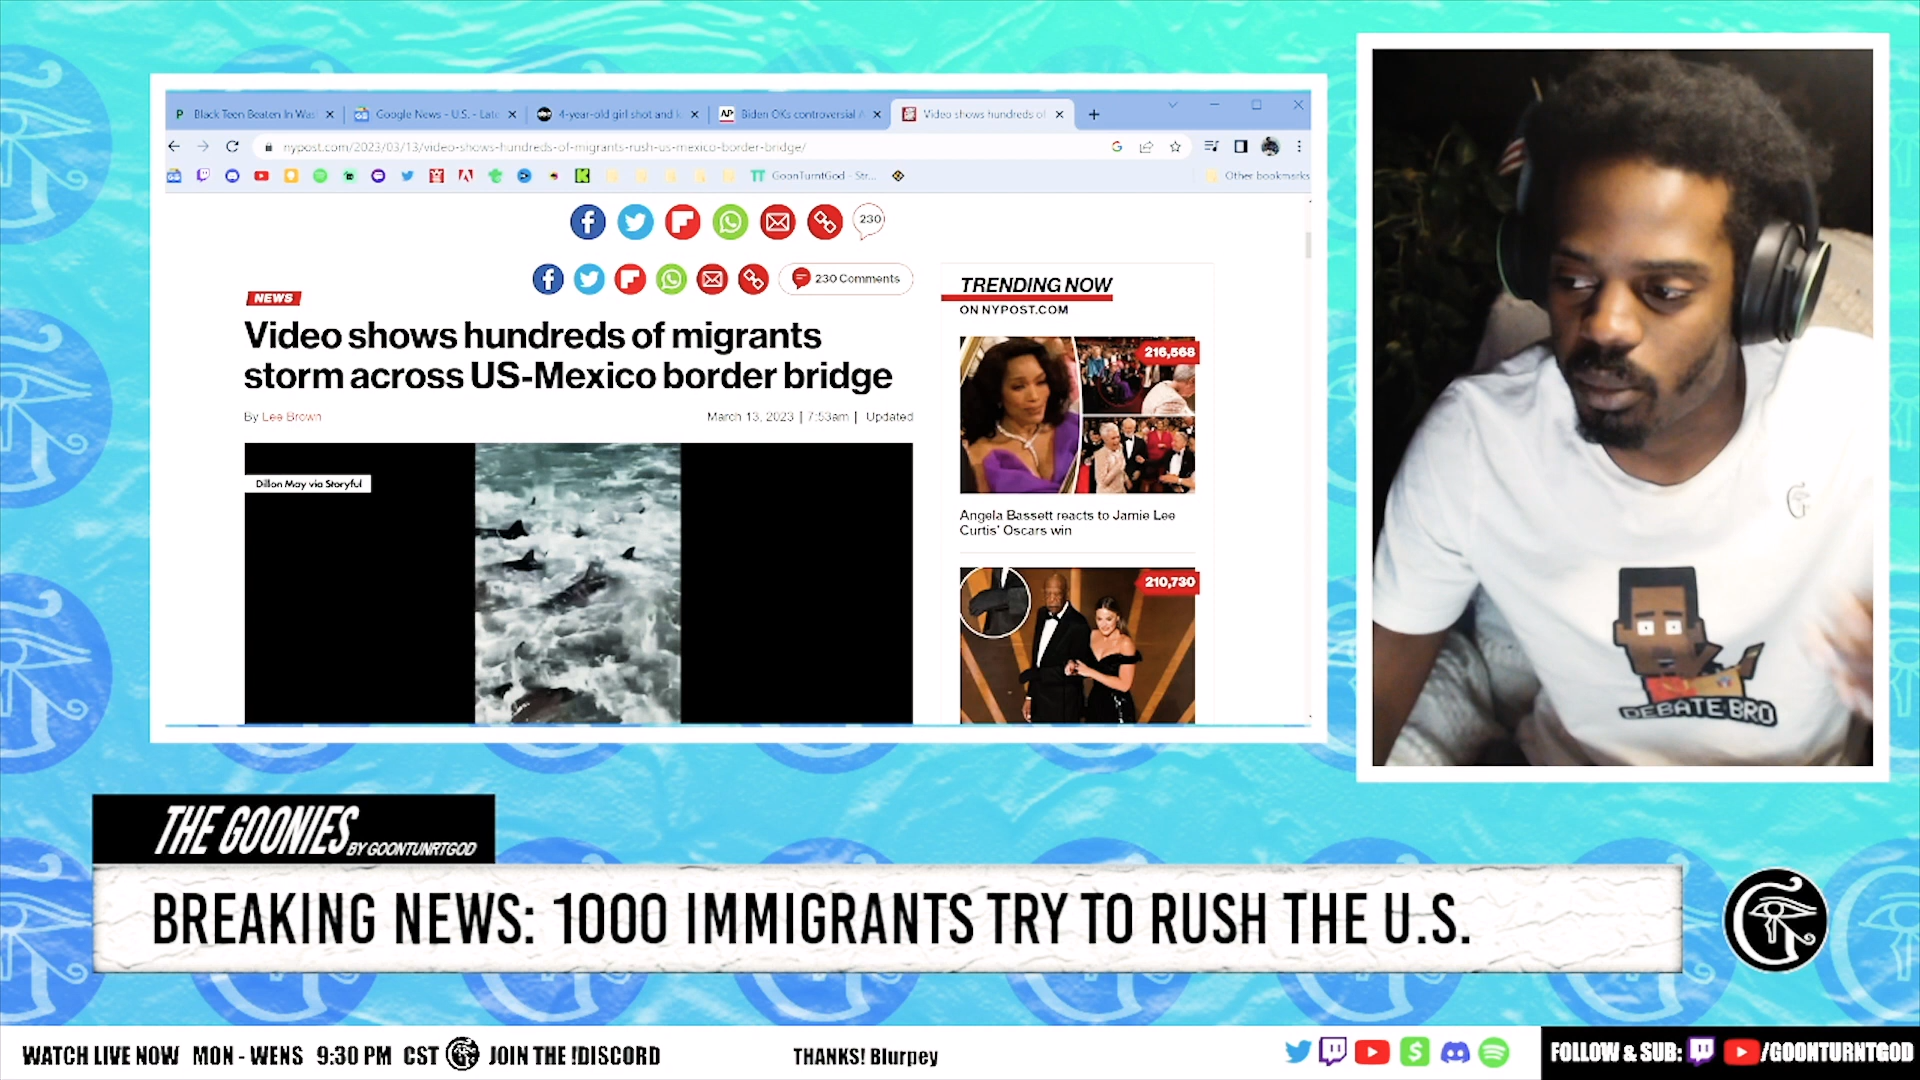 Black Teen Beaten In Was
Google News - U.S. - Late
4-year-old girl shot and k
AP
Biden OKs controversial A
Video shows hundreds of
nypost.com/2023/03/13/video-shows-hundreds-of-migrants-rush-us-mexico-border-bridge/
GoonTurntGod - Str...
Other bookmarks
230
230 Comments
NEWS
Video shows hundreds of migrants
storm across US-Mexico border bridge
By Lee Brown
March 13, 2023 | 7:53am | Updated
Dillon May via Storyful
TRENDING NOW
ON NYPOST.COM
216,568
Angela Bassett reacts to Jamie Lee
Curtis' Oscars win
210,730
DEBATE BRO
THE GOONIES BY GOONTUNRTGOD
BREAKING NEWS: 1000 IMMIGRANTS TRY TO RUSH THE U.S.
WATCH LIVE NOW MON - WENS 9:30 PM CST JOIN THE !DISCORD
THANKS! Blurpey
FOLLOW & SUB: /GOONTURNTGOD